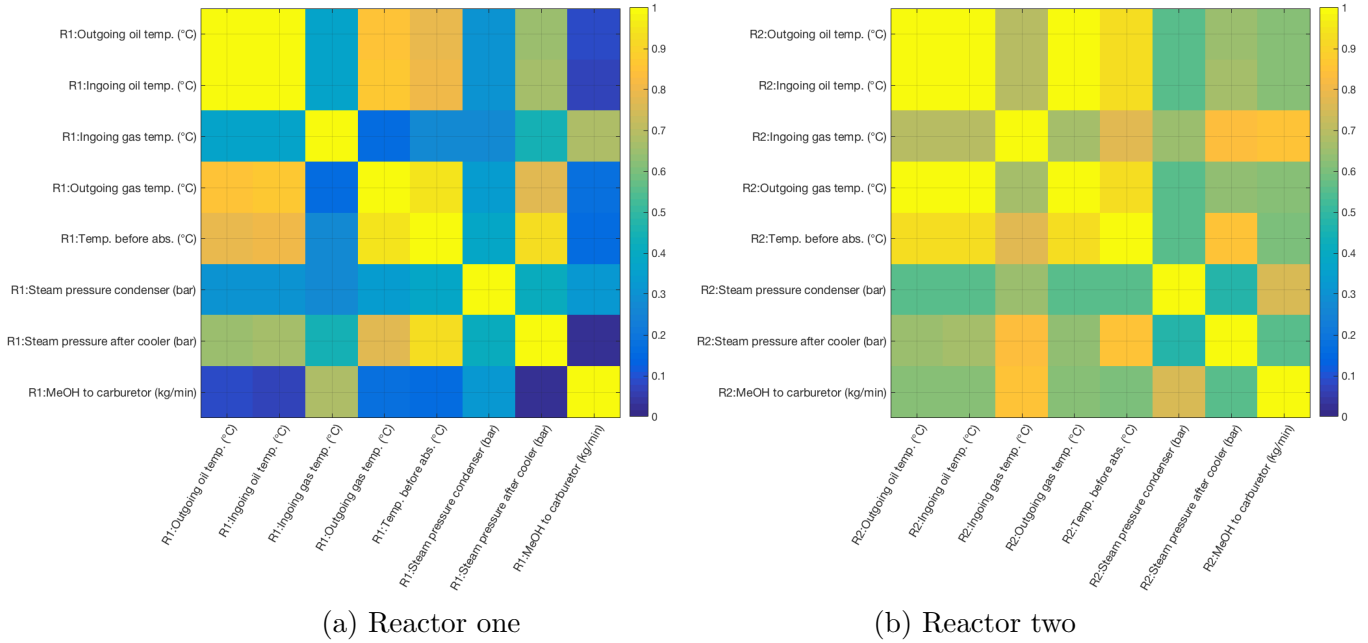 R1:Outgoing oil temp. (°C)
R1:Ingoing oil temp. (°C)
R1:Ingoing gas temp. (°C)
R1:Outgoing gas temp. (°C)
R1:Temp. before abs. (°C)
R1:Steam pressure condenser (bar)
R1:Steam pressure after cooler (bar)
R1:MeOH to carburetor (kg/min)
R1:Outgoing oil temp. (°C)
R1:Ingoing oil temp. (°C)
R1:Ingoing gas temp. (°C)
R1:Outgoing gas temp. (°C)
R1:Temp. before abs. (°C)
R1:Steam pressure condenser (bar)
R1:Steam pressure after cooler (bar)
R1:MeOH to carburetor (kg/min)
1
0.9
0.8
0.7
0.6
0.5
0.4
0.3
0.2
0.1
0
(a) Reactor one
R2:Outgoing oil temp. (°C)
R2:Ingoing oil temp. (°C)
R2:Ingoing gas temp. (°C)
R2:Outgoing gas temp. (°C)
R2:Temp. before abs. (°C)
R2:Steam pressure condenser (bar)
R2:Steam pressure after cooler (bar)
R2:MeOH to carburetor (kg/min)
R2:Outgoing oil temp. (°C)
R2:Ingoing oil temp. (°C)
R2:Ingoing gas temp. (°C)
R2:Outgoing gas temp. (°C)
R2:Temp. before abs. (°C)
R2:Steam pressure condenser (bar)
R2:Steam pressure after cooler (bar)
R2:MeOH to carburetor (kg/min)
1
0.9
0.8
0.7
0.6
0.5
0.4
0.3
0.2
0.1
0
(b) Reactor two